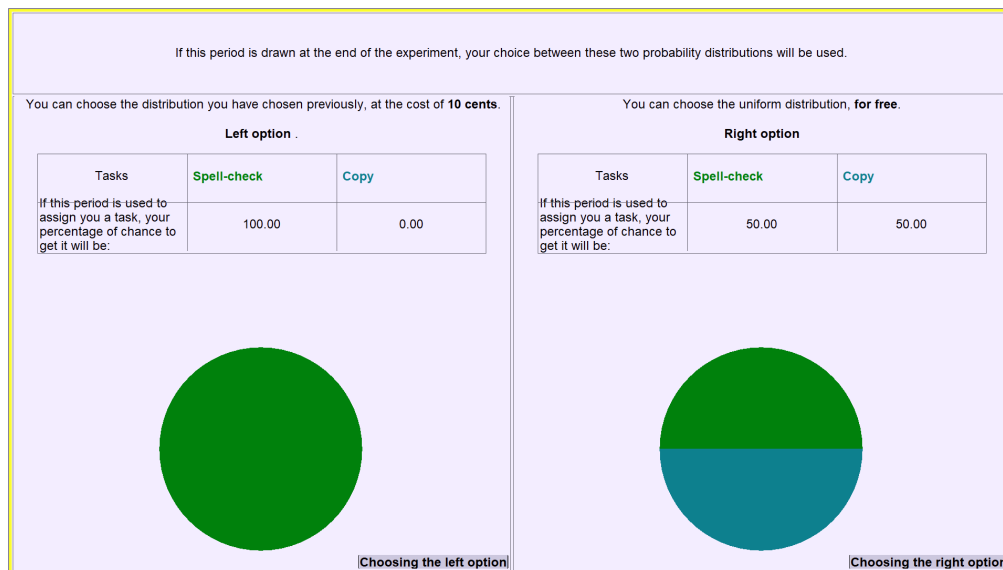 If this period is drawn at the end of the experiment, your choice between these two probability distributions will be used.
You can choose the distribution you have chosen previously, at the cost of 10 cents.
Left option .
Tasks Spell-check Copy
If this period is used to
assign you a task, your
percentage of chance to
get it will be:
100.00 0.00
Choosing the left option
You can choose the uniform distribution, for free.
Right option
Tasks Spell-check Copy
If this period is used to
assign you a task, your
percentage of chance to
get it will be:
50.00 50.00
Choosing the right option